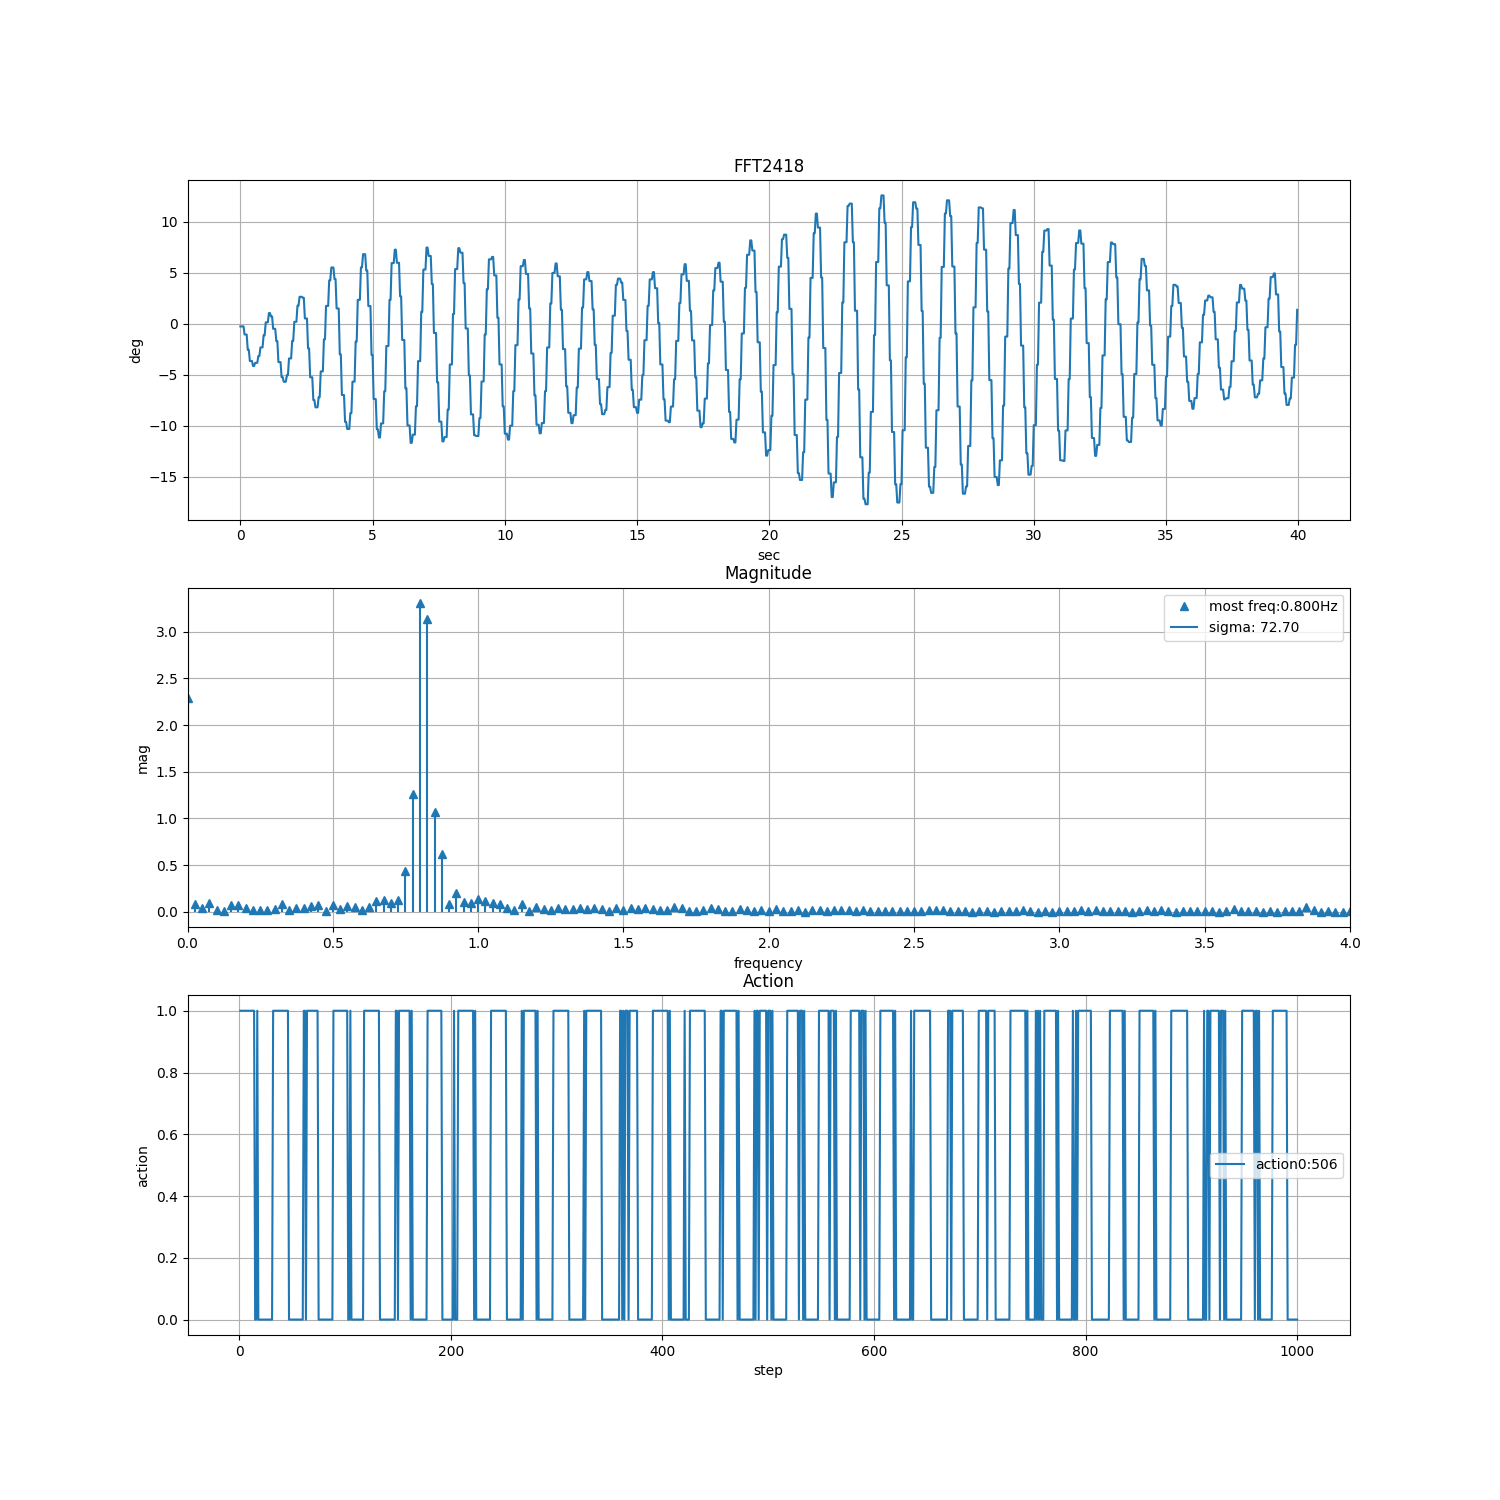 FFT2418
10
5
0
−5
−10
−15
deg
0 5 10 15 20 25 30 35 40
sec
Magnitude
most freq:0.800Hz
sigma: 72.70
3.0
2.5
2.0
1.5
1.0
0.5
0.0
mag
0.0 0.5 1.0 1.5 2.0 2.5 3.0 3.5 4.0
frequency
Action
1.0
0.8
0.6
0.4
0.2
0.0
action
action0:506
0 200 400 600 800 1000
step